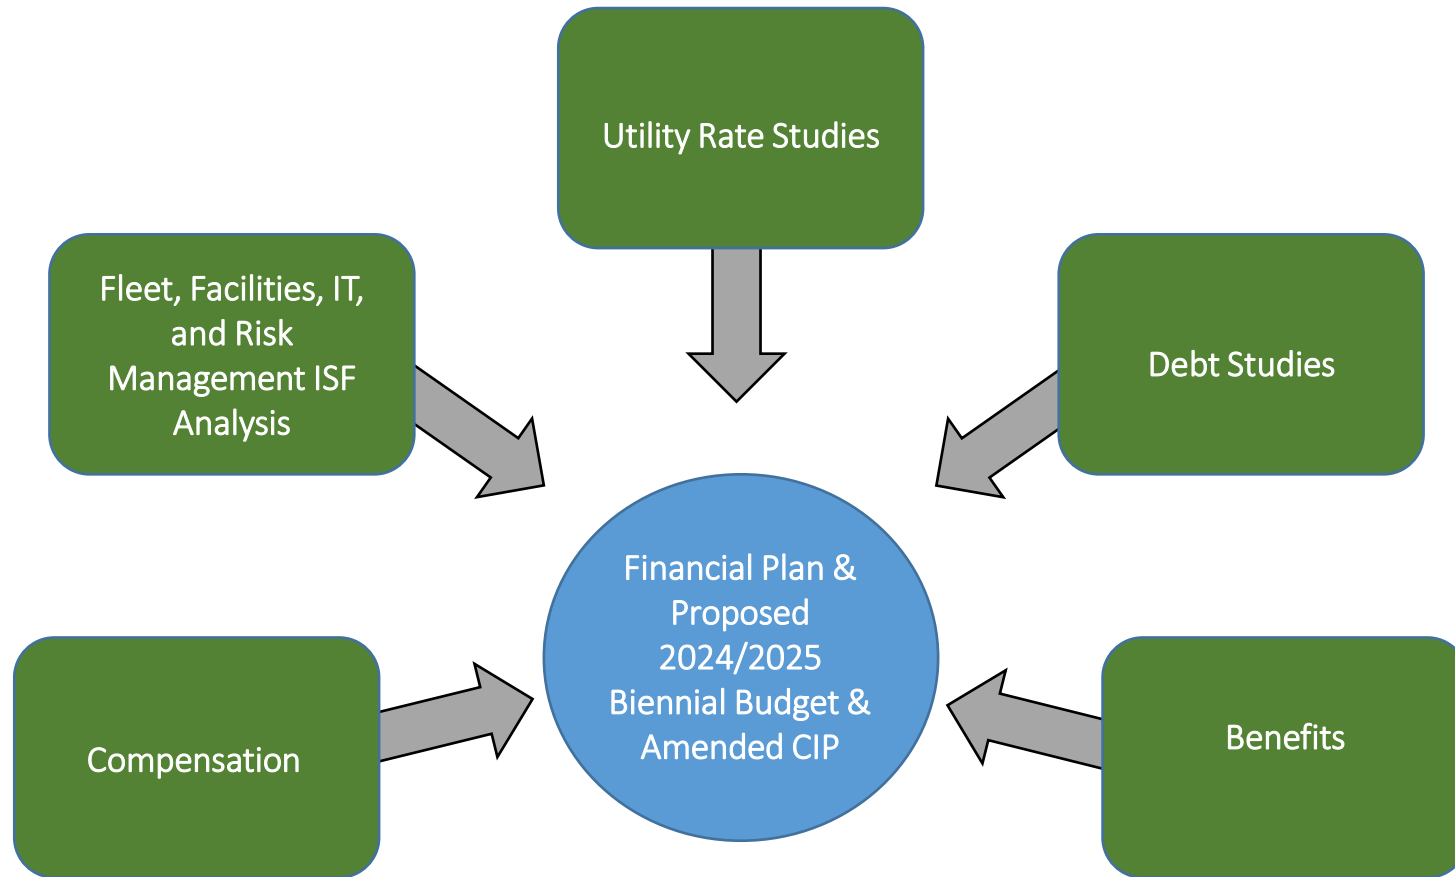 Utility Rate Studies
Fleet, Facilities, IT,
and Risk
Management ISF
Analysis
Debt Studies
Financial Plan &
Proposed
2024/2025
Biennial Budget &
Amended CIP
Compensation
Benefits